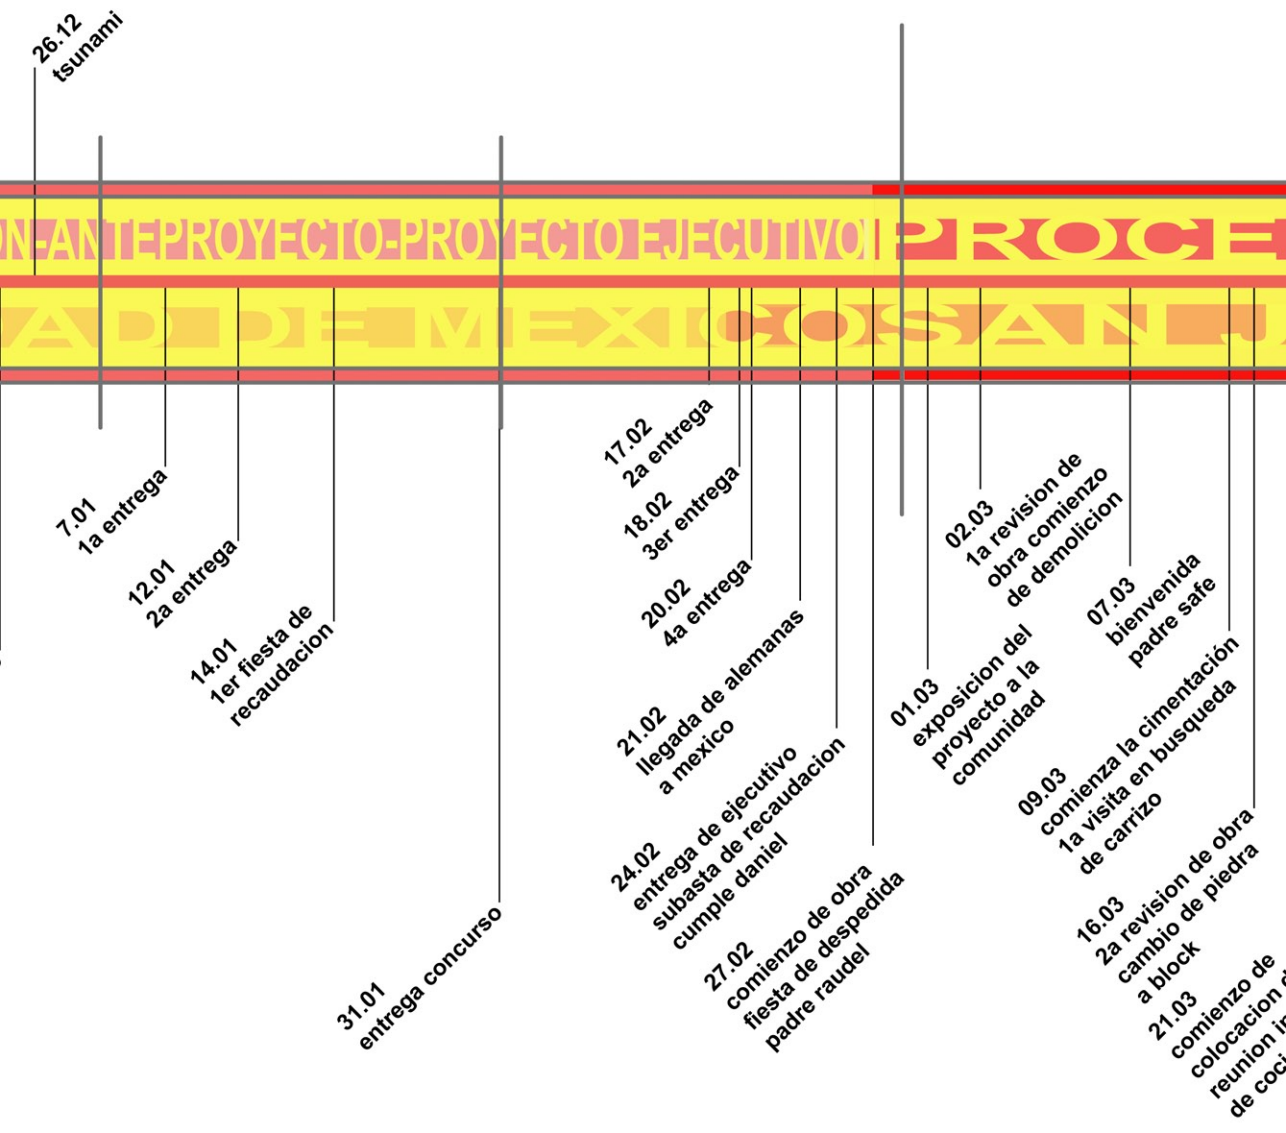 26.12
tsunami
ON-ANTEPROYECTO-PROYECTO EJECUTIVO
PROCE
AD DE MEXICO
SAN J
7.01
1a entrega
12.01
2a entrega
14.01
1er fiesta de
recaudacion
31.01
entrega concurso
17.02
2a entrega
18.02
3er entrega
20.02
4a entrega
21.02
llegada de alemanas
a mexico
24.02
entrega de ejecutivo
subasta de recaudacion
cumple daniel
27.02
comienzo de obra
fiesta de despedida
padre raudel
01.03
exposicion del
proyecto a la
comunidad
02.03
1a revision de
obra comienzo
de demolicion
07.03
bienvenida
padre safe
09.03
comienza la cimentación
1a visita en busqueda
de carrizo
16.03
2a revision de obra
cambio de piedra
a block
21.03
comienzo de
colocacion
reunion
de